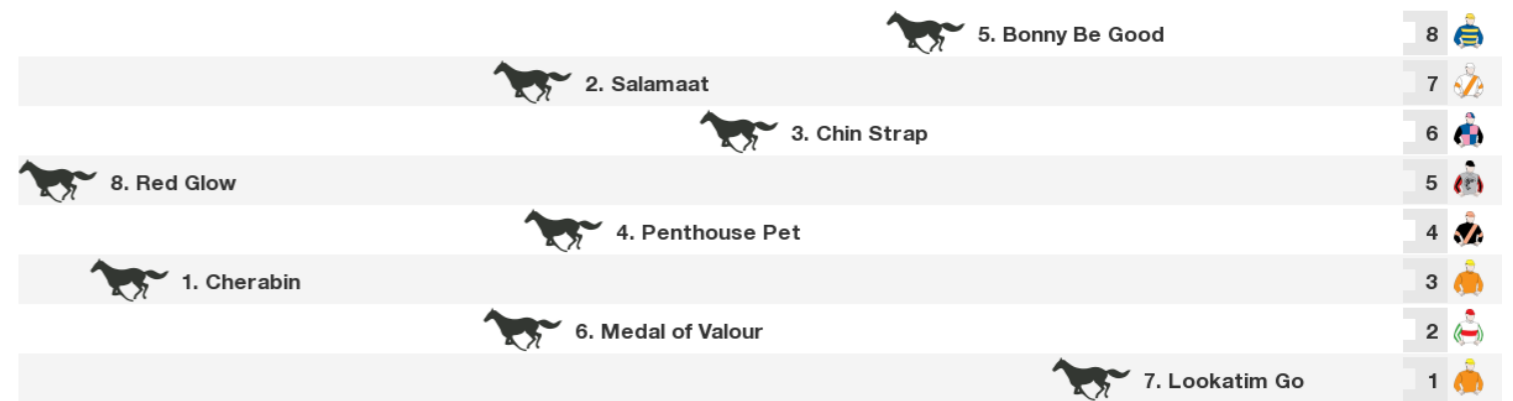 5. Bonny Be Good 8
2. Salamaat 7
3. Chin Strap 6
8. Red Glow 5
4. Penthouse Pet 4
1. Cherabin 3
6. Medal of Valour 2
7. Lookatim Go 1